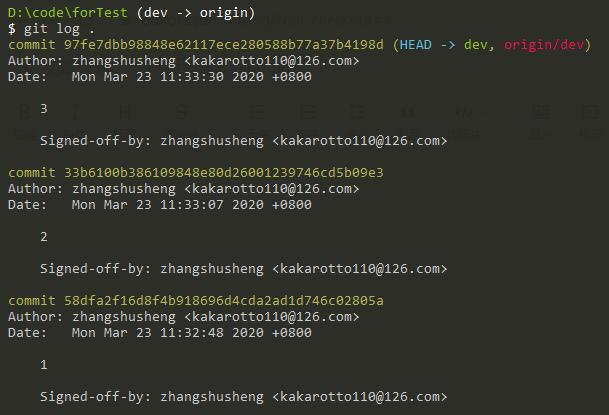 D:\code\forTest (dev -> origin)
$ git log .
commit 97fe7dbb98848e62117ece280588b77a37b4198d (HEAD -> dev, origin/dev)
Author: zhangshusheng <kakarotto110@126.com>
Date:   Mon Mar 23 11:33:30 2020 +0800
3
Signed-off-by: zhangshusheng <kakarotto110@126.com>
commit 33b6100b386109848e80d26001239746cd5b09e3
Author: zhangshusheng <kakarotto110@126.com>
Date:   Mon Mar 23 11:33:07 2020 +0800
2
Signed-off-by: zhangshusheng <kakarotto110@126.com>
commit 58dfa2f16d8f4b918696d4cda2ad1d746c02805a
Author: zhangshusheng <kakarotto110@126.com>
Date:   Mon Mar 23 11:32:48 2020 +0800
1
Signed-off-by: zhangshusheng <kakarotto110@126.com>